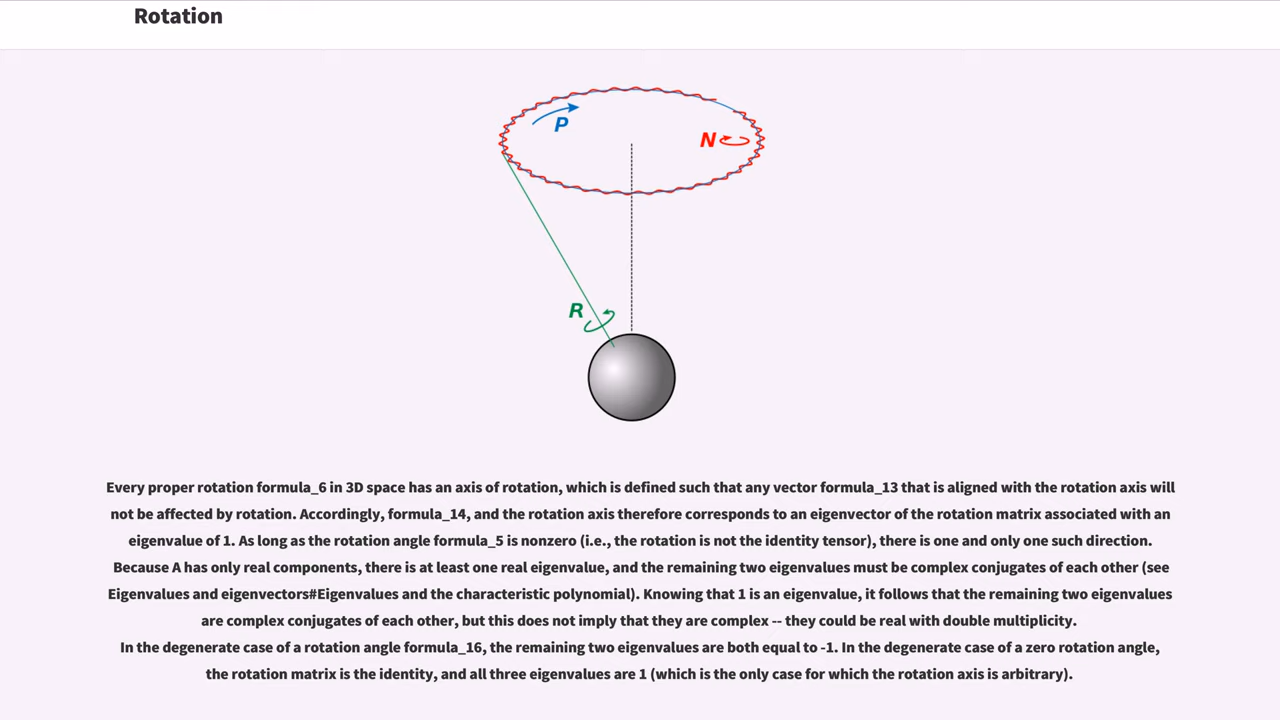 Rotation
P
N
R
Every proper rotation formula_6 in 3D space has an axis of rotation, which is defined such that any vector formula_13 that is aligned with the rotation axis will
not be affected by rotation. Accordingly, formula_14, and the rotation axis therefore corresponds to an eigenvector of the rotation matrix associated with an
eigenvalue of 1. As long as the rotation angle formula_5 is nonzero (i.e., the rotation is not the identity tensor), there is one and only one such direction.
Because A has only real components, there is at least one real eigenvalue, and the remaining two eigenvalues must be complex conjugates of each other (see
Eigenvalues and eigenvectors#Eigenvalues and the characteristic polynomial). Knowing that 1 is an eigenvalue, it follows that the remaining two eigenvalues
are complex conjugates of each other, but this does not imply that they are complex -- they could be real with double multiplicity.
In the degenerate case of a rotation angle formula_16, the remaining two eigenvalues are both equal to -1. In the degenerate case of a zero rotation angle,
the rotation matrix is the identity, and all three eigenvalues are 1 (which is the only case for which the rotation axis is arbitrary).